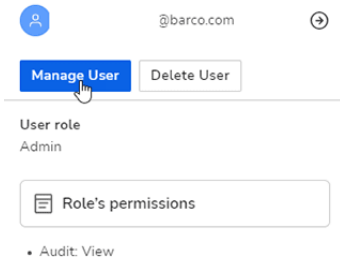 @barco.com
Manage User Delete User
User role
Admin
Role's permissions
• Audit: View